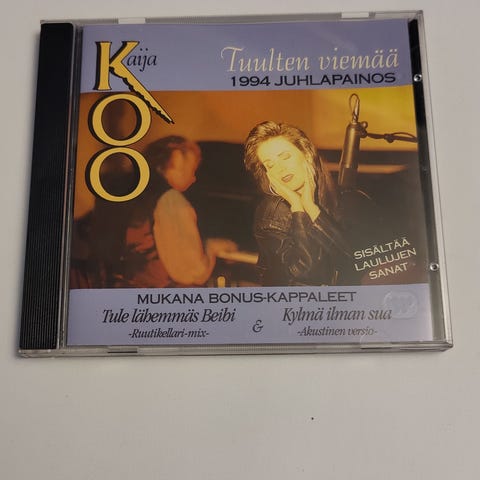 Kaija
KOO
Tuulten viemää
1994 JUHLAPAINOS
SISÄLTÄÄ
LAULUJEN
SANAT
MUKANA BONUS-KAPPALEET
Tule lähemmäs Beibi & Kylmä ilman sua
-Ruutikellari-mix- -Akustinen versio-